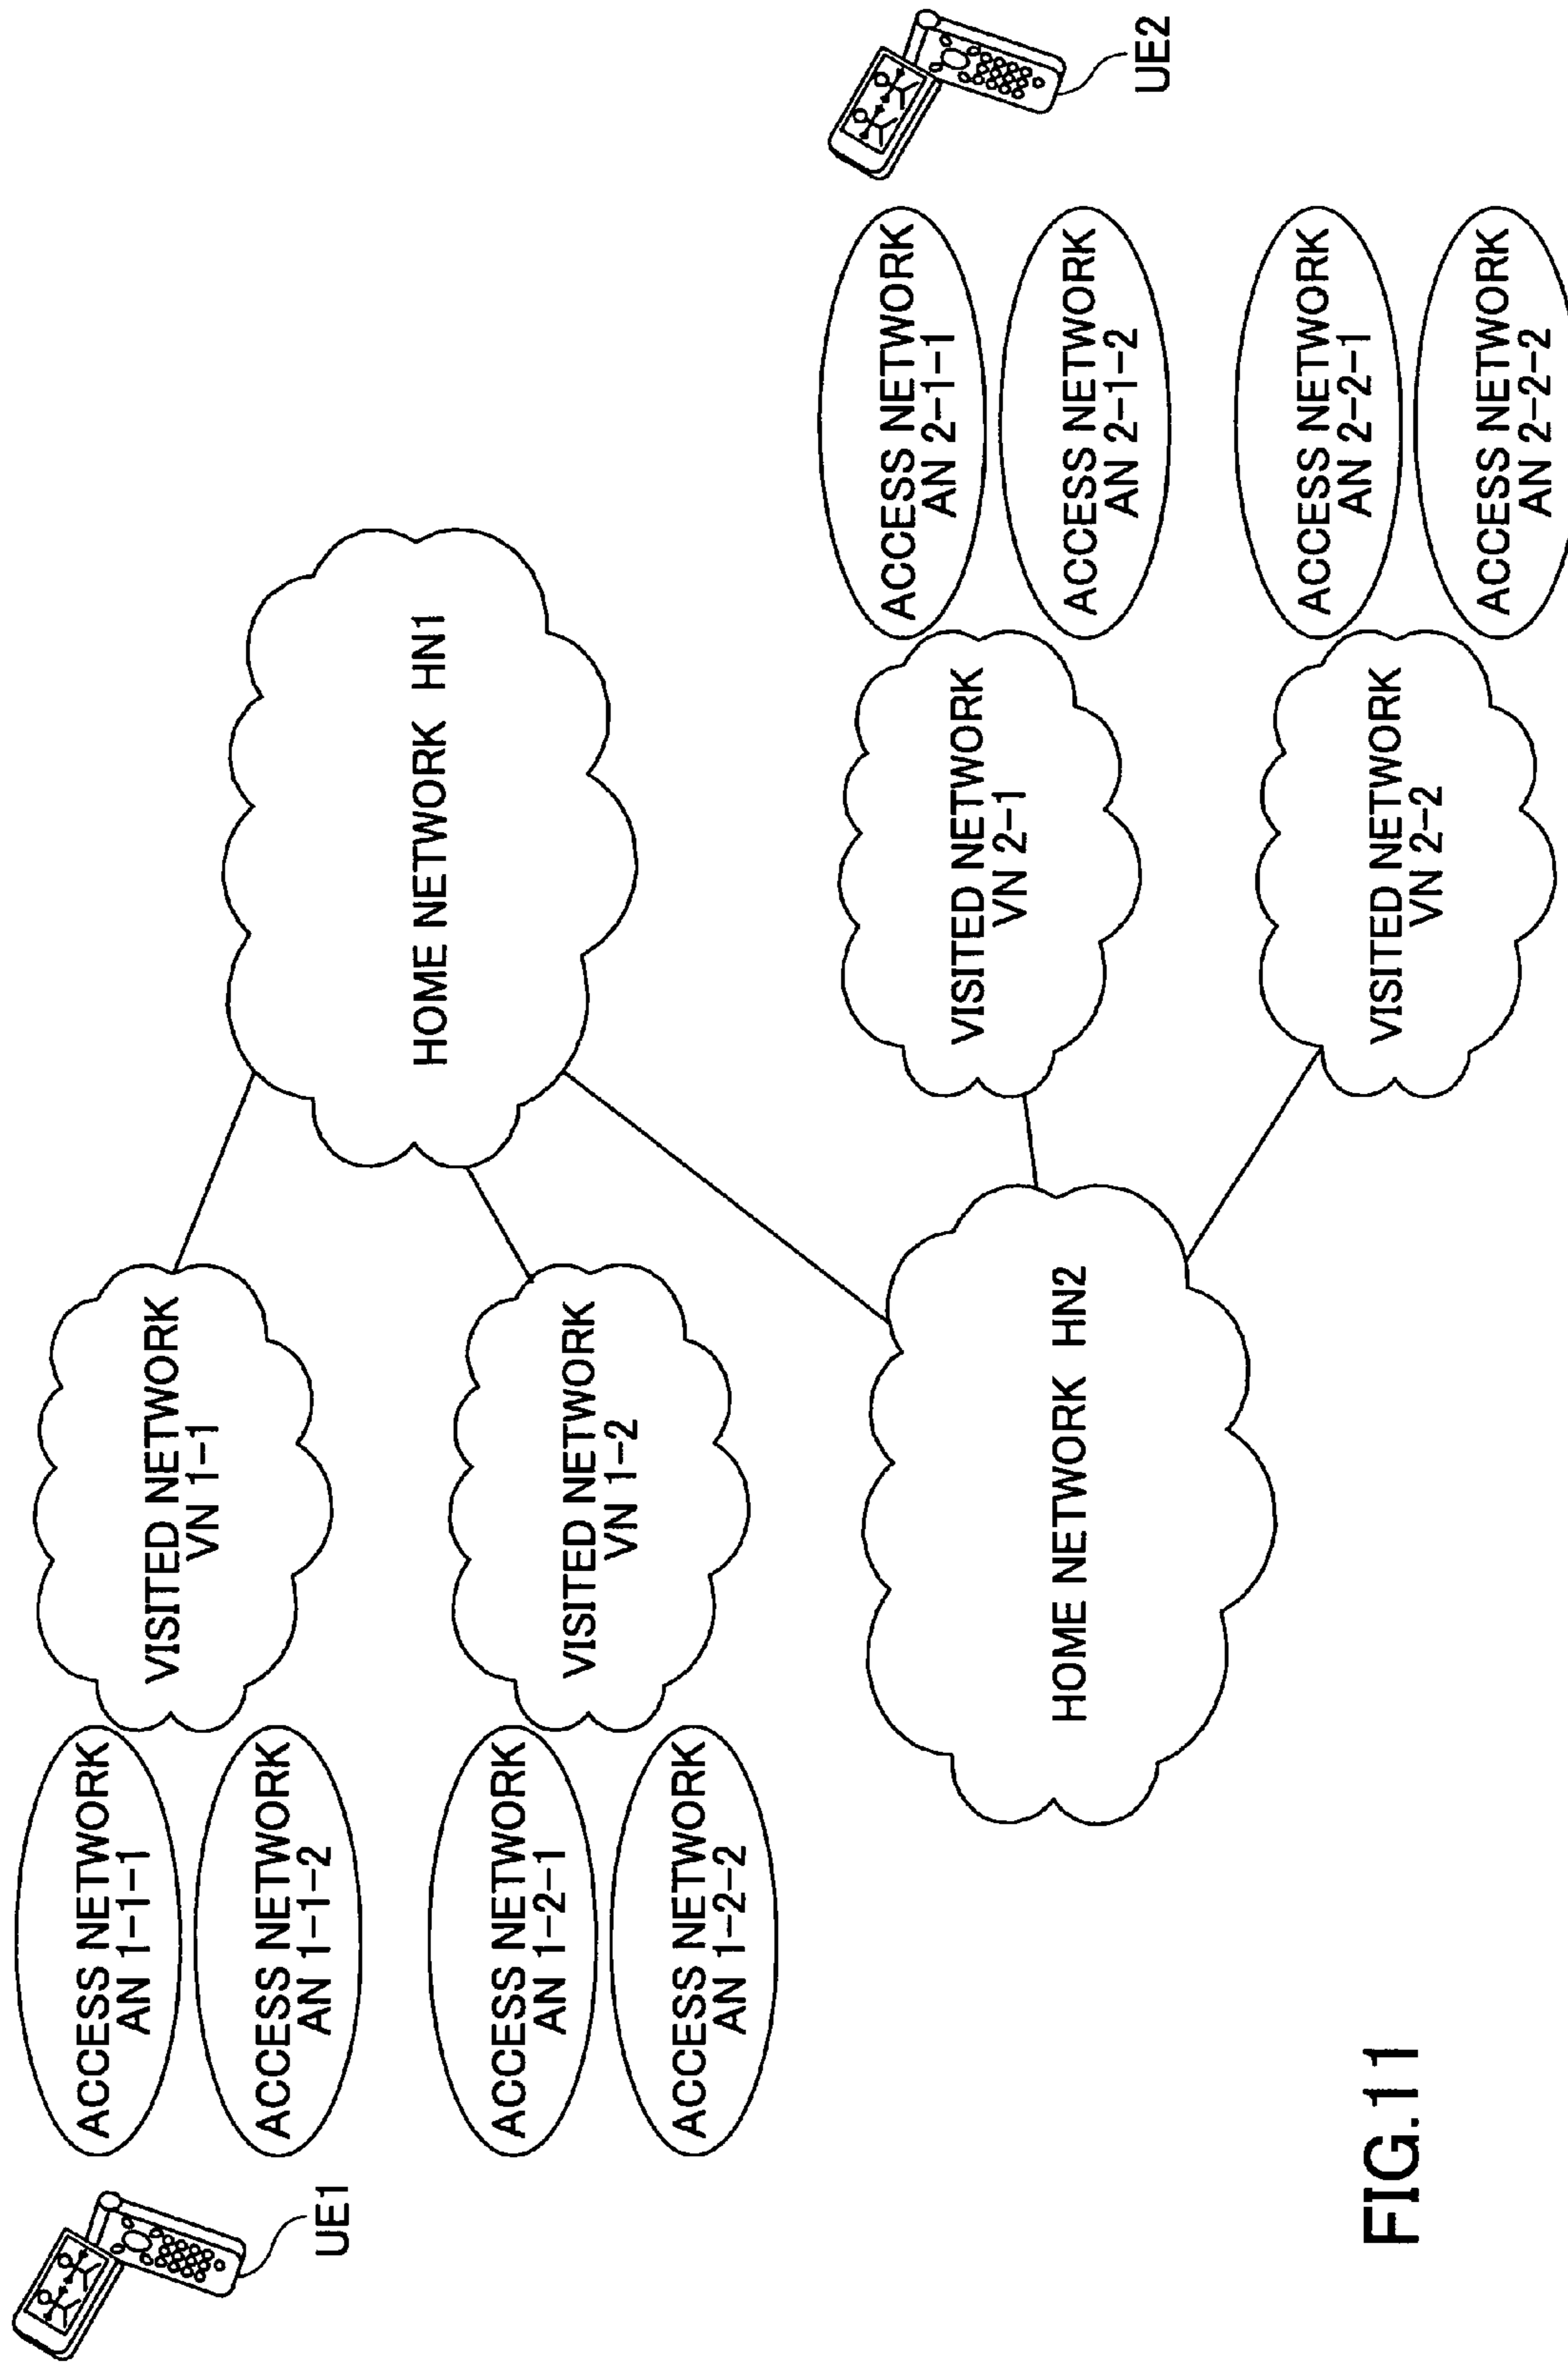 UE1
ACCESS NETWORK
AN 1-1-1
ACCESS NETWORK
AN 1-1-2
ACCESS NETWORK
AN 1-2-1
ACCESS NETWORK
AN 1-2-2
VISITED NETWORK
VN 1-1
VISITED NETWORK
VN 1-2
HOME NETWORK HN1
HOME NETWORK HN2
VISITED NETWORK
VN 2-1
VISITED NETWORK
VN 2-2
ACCESS NETWORK
AN 2-1-1
ACCESS NETWORK
AN 2-1-2
ACCESS NETWORK
AN 2-2-1
ACCESS NETWORK
AN 2-2-2
UE2
FIG.11